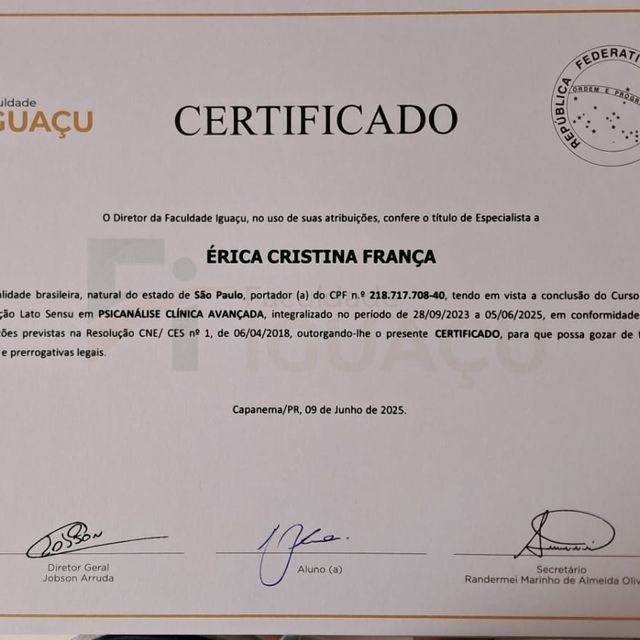 uldade
GUAÇU
CERTIFICADO
REPÚBLICA FEDERATI
ORDEM E PROGR
O Diretor da Faculdade Iguaçu, no uso de suas atribuições, confere o título de Especialista a
ÉRICA CRISTINA FRANÇA
alidade brasileira, natural do estado de São Paulo, portador (a) do CPF n.º 218.717.708-40, tendo em vista a conclusão do Curso
ção Lato Sensu em PSICANÁLISE CLÍNICA AVANÇADA, integralizado no período de 28/09/2023 a 05/06/2025, em conformidade
ções previstas na Resolução CNE/ CES nº 1, de 06/04/2018, outorgando-lhe o presente CERTIFICADO, para que possa gozar de t
e prerrogativas legais.
Faculdade
IGUAÇU
Capanema/PR, 09 de Junho de 2025.
Jobson
Diretor Geral
Jobson Arruda
Aluno (a)
Secretário
Randermei Marinho de Almeida Oliv